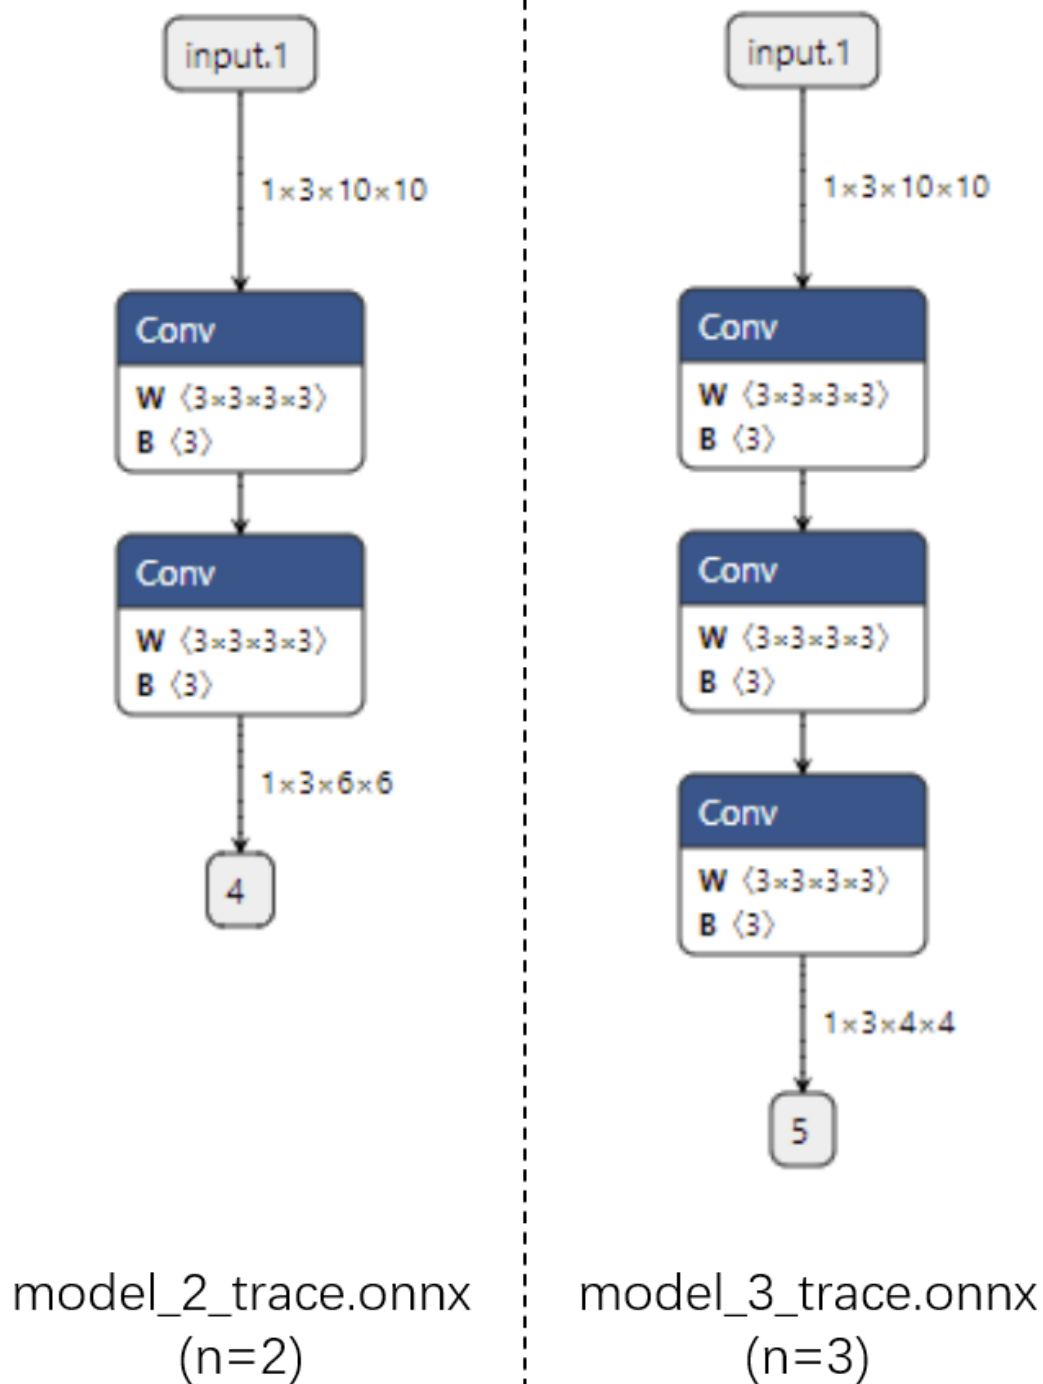 input.1
1×3×10×10
Conv
W ⟨3×3×3×3⟩
B ⟨3⟩
Conv
W ⟨3×3×3×3⟩
B ⟨3⟩
1×3×6×6
4
model_2_trace.onnx
(n=2)
input.1
1×3×10×10
Conv
W ⟨3×3×3×3⟩
B ⟨3⟩
Conv
W ⟨3×3×3×3⟩
B ⟨3⟩
Conv
W ⟨3×3×3×3⟩
B ⟨3⟩
1×3×4×4
5
model_3_trace.onnx
(n=3)